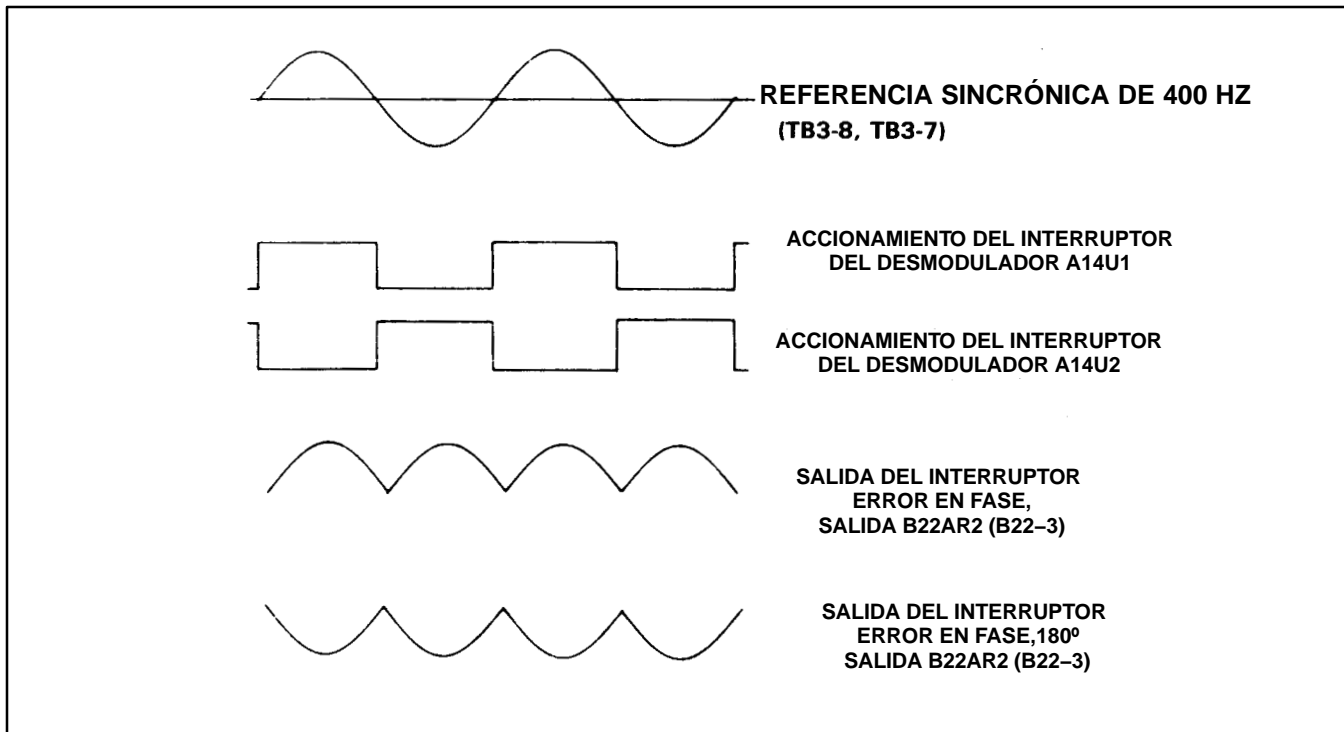 REFERENCIA SINCRÓNICA DE 400 HZ
(TB3-8, TB3-7)
ACCIONAMIENTO DEL INTERRUPTOR
DEL DESMODULADOR A14U1
ACCIONAMIENTO DEL INTERRUPTOR
DEL DESMODULADOR A14U2
SALIDA DEL INTERRUPTOR
ERROR EN FASE,
SALIDA B22AR2 (B22–3)
SALIDA DEL INTERRUPTOR
ERROR EN FASE,180º
SALIDA B22AR2 (B22–3)